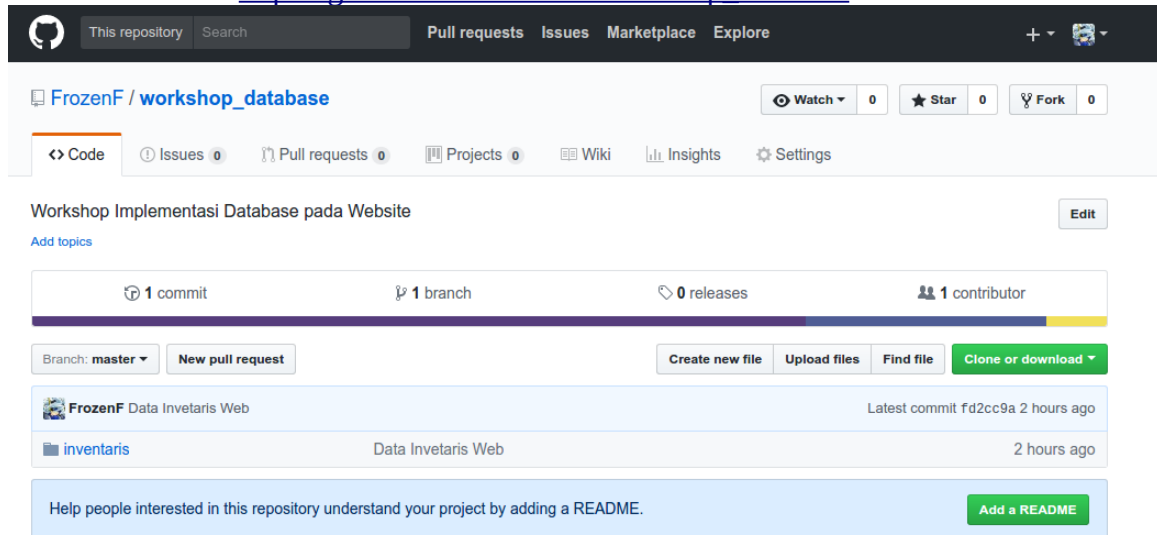 This repository Search Pull requests Issues Marketplace Explore
FrozenF / workshop_database Watch 0 Star 0 Fork 0
Code Issues 0 Pull requests 0 Projects 0 Wiki Insights Settings
Workshop Implementasi Database pada Website Edit
Add topics
1 commit 1 branch 0 releases 1 contributor
Branch: master New pull request Create new file Upload files Find file Clone or download
FrozenF Data Invetaris Web Latest commit fd2cc9a 2 hours ago
inventaris Data Invetaris Web 2 hours ago
Help people interested in this repository understand your project by adding a README. Add a README